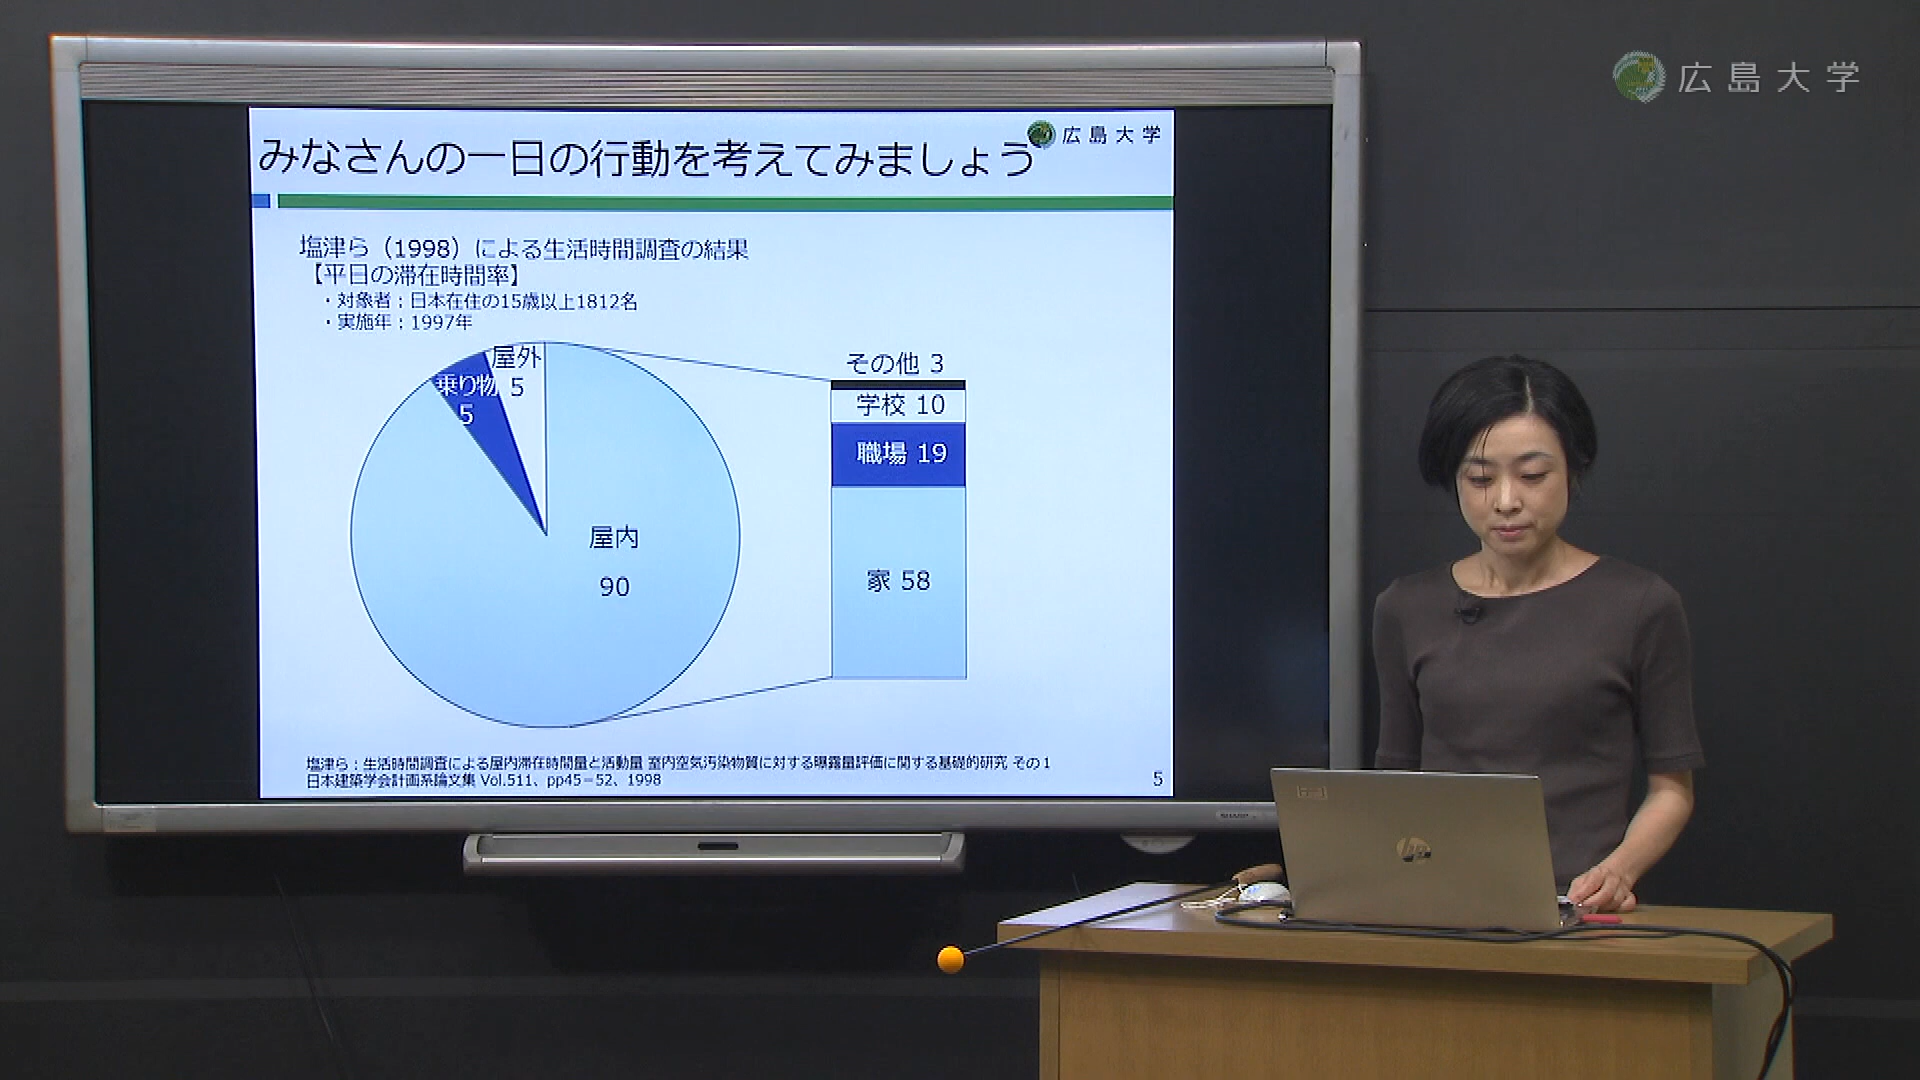 広島大学
広島大学
みなさんの一日の行動を考えてみましょう
塩津ら（1998）による生活時間調査の結果
【平日の滞在時間率】
・対象者：日本在住の15歳以上1812名
・実施年：1997年
屋外
5
乗り物
5
屋内
90
その他 3
学校 10
職場 19
家 58
塩津ら：生活時間調査による屋内滞在時間量と活動量 室内空気汚染物質に対する曝露量評価に関する基礎的研究 その１
日本建築学会計画系論文集 Vol.511、pp45－52、1998
5
SHARP
hp